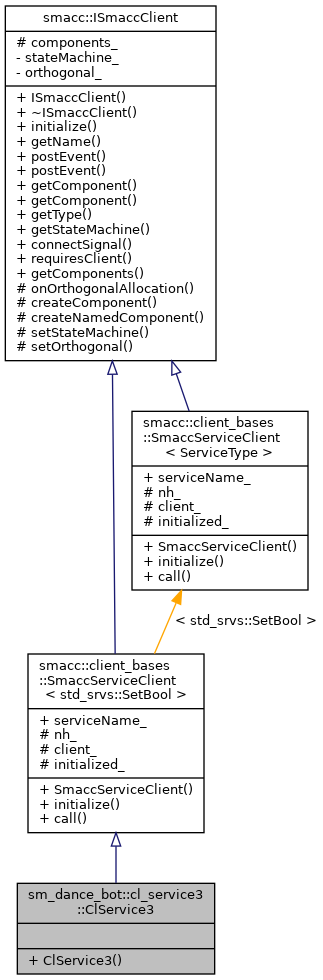 smacc::ISmaccClient
# components_
- stateMachine_
- orthogonal_
+ ISmaccClient()
+ ~ISmaccClient()
+ initialize()
+ getName()
+ postEvent()
+ postEvent()
+ getComponent()
+ getComponent()
+ getType()
+ getStateMachine()
+ connectSignal()
+ requiresClient()
+ getComponents()
# onOrthogonalAllocation()
# createComponent()
# createNamedComponent()
# setStateMachine()
# setOrthogonal()
smacc::client_bases
::SmaccServiceClient
< ServiceType >
+ serviceName_
# nh_
# client_
# initialized_
+ SmaccServiceClient()
+ initialize()
+ call()
< std_srvs::SetBool >
smacc::client_bases
::SmaccServiceClient
< std_srvs::SetBool >
+ serviceName_
# nh_
# client_
# initialized_
+ SmaccServiceClient()
+ initialize()
+ call()
sm_dance_bot::cl_service3
::ClService3
+ ClService3()